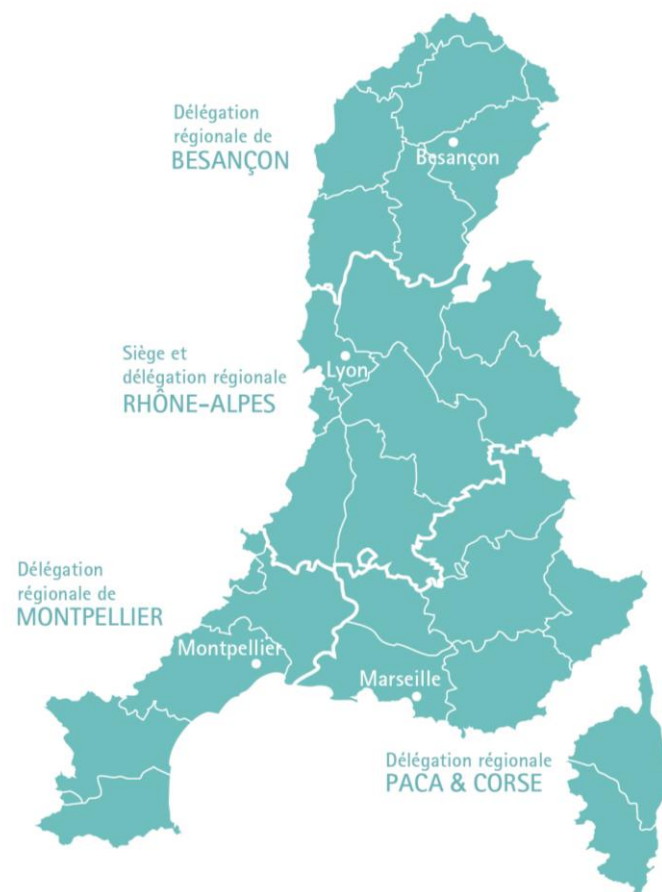 Délégation
régionale de
BESANÇON
Besançon
Siège et
délégation régionale
RHÔNE-ALPES
Lyon
Délégation
régionale de
MONTPELLIER
Montpellier
Marseille
Délégation régionale
PACA & CORSE